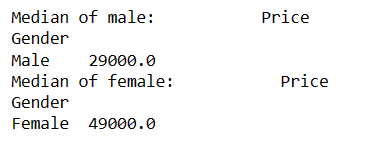 Median of male:            Price
Gender
Male    29000.0
Median of female:            Price
Gender
Female  49000.0